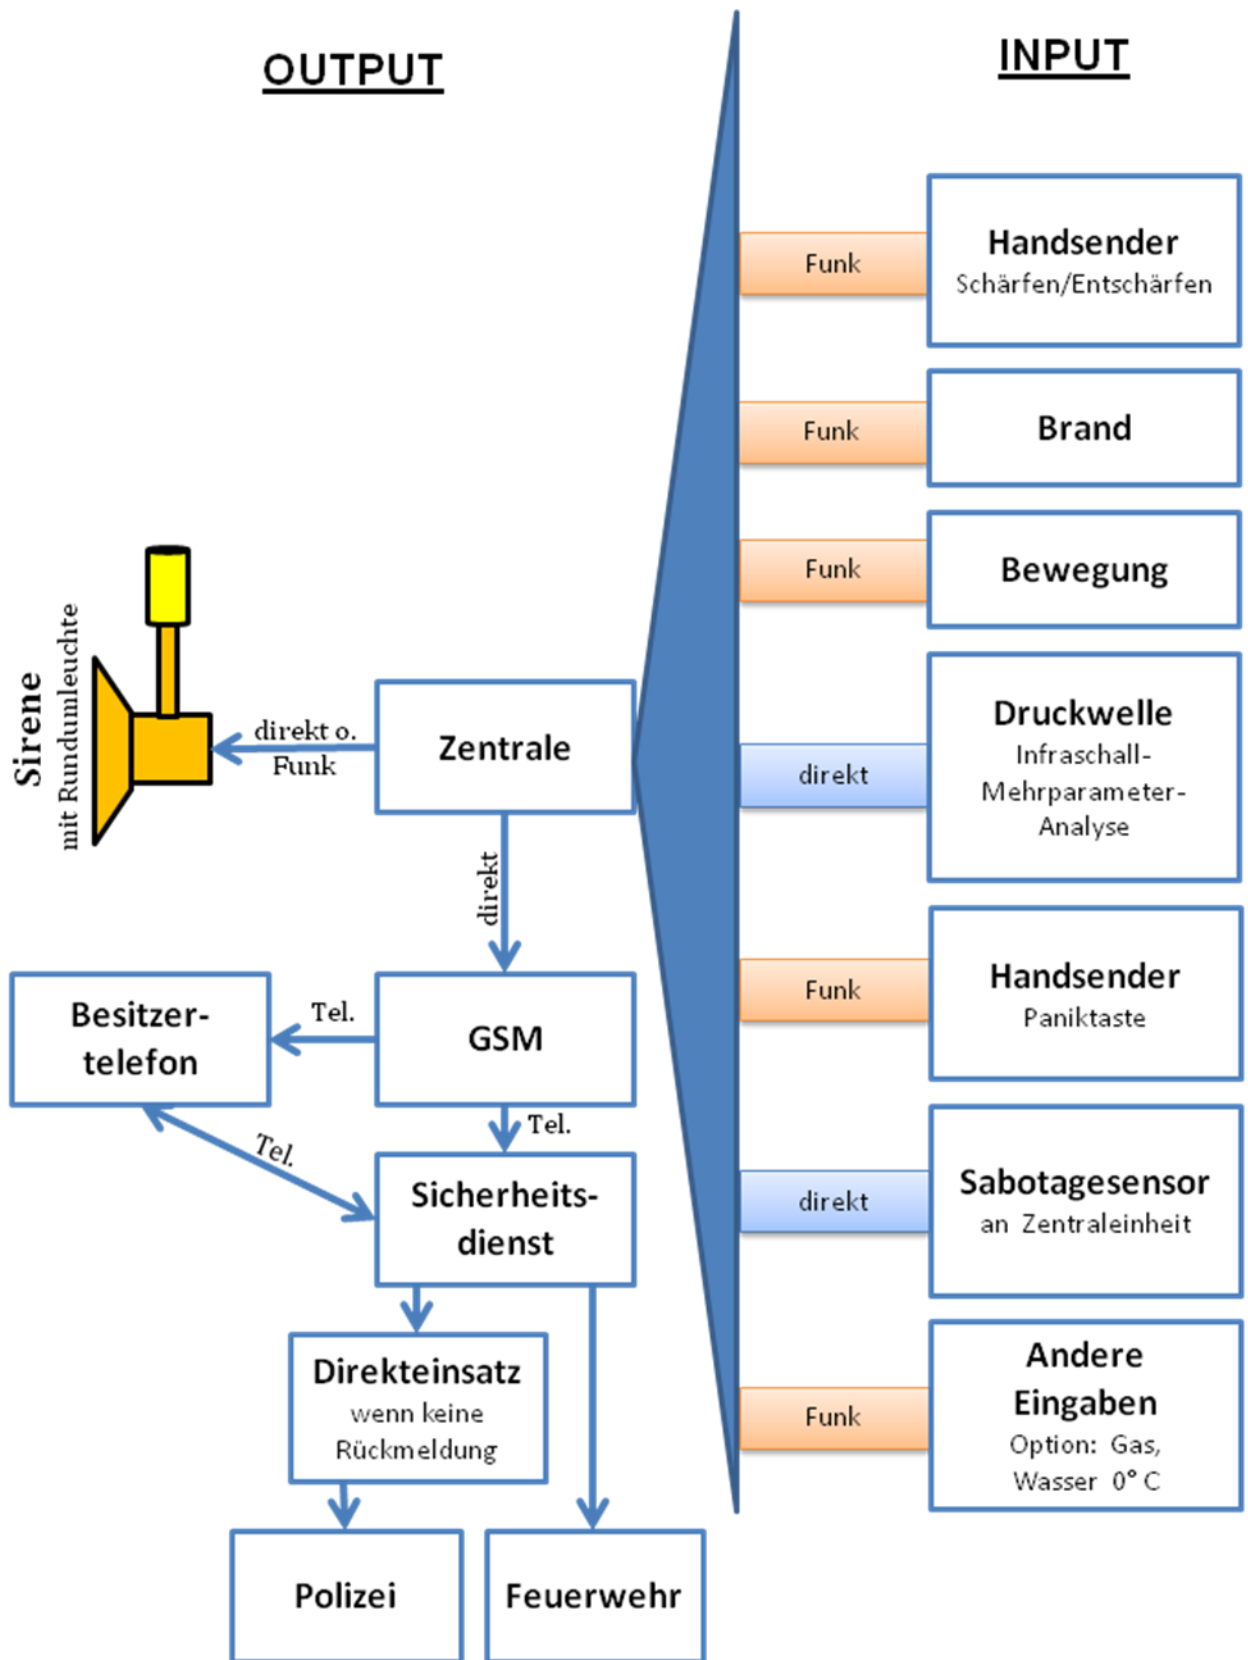 OUTPUT
INPUT
Funk
Handsender
Schärfen/Entschärfen
Funk
Brand
Funk
Bewegung
Sirene
mit Rundumleuchte
direkt o.
Funk
Zentrale
direkt
Druckwelle
Infraschall-
Mehrparameter-
Analyse
direkt
Besitzer-
telefon
Tel.
GSM
Funk
Handsender
Paniktaste
Tel.
Tel.
Sicherheits-
dienst
direkt
Sabotagesensor
an Zentraleinheit
Direkteinsatz
wenn keine
Rückmeldung
Funk
Andere
Eingaben
Option: Gas,
Wasser 0° C
Polizei
Feuerwehr